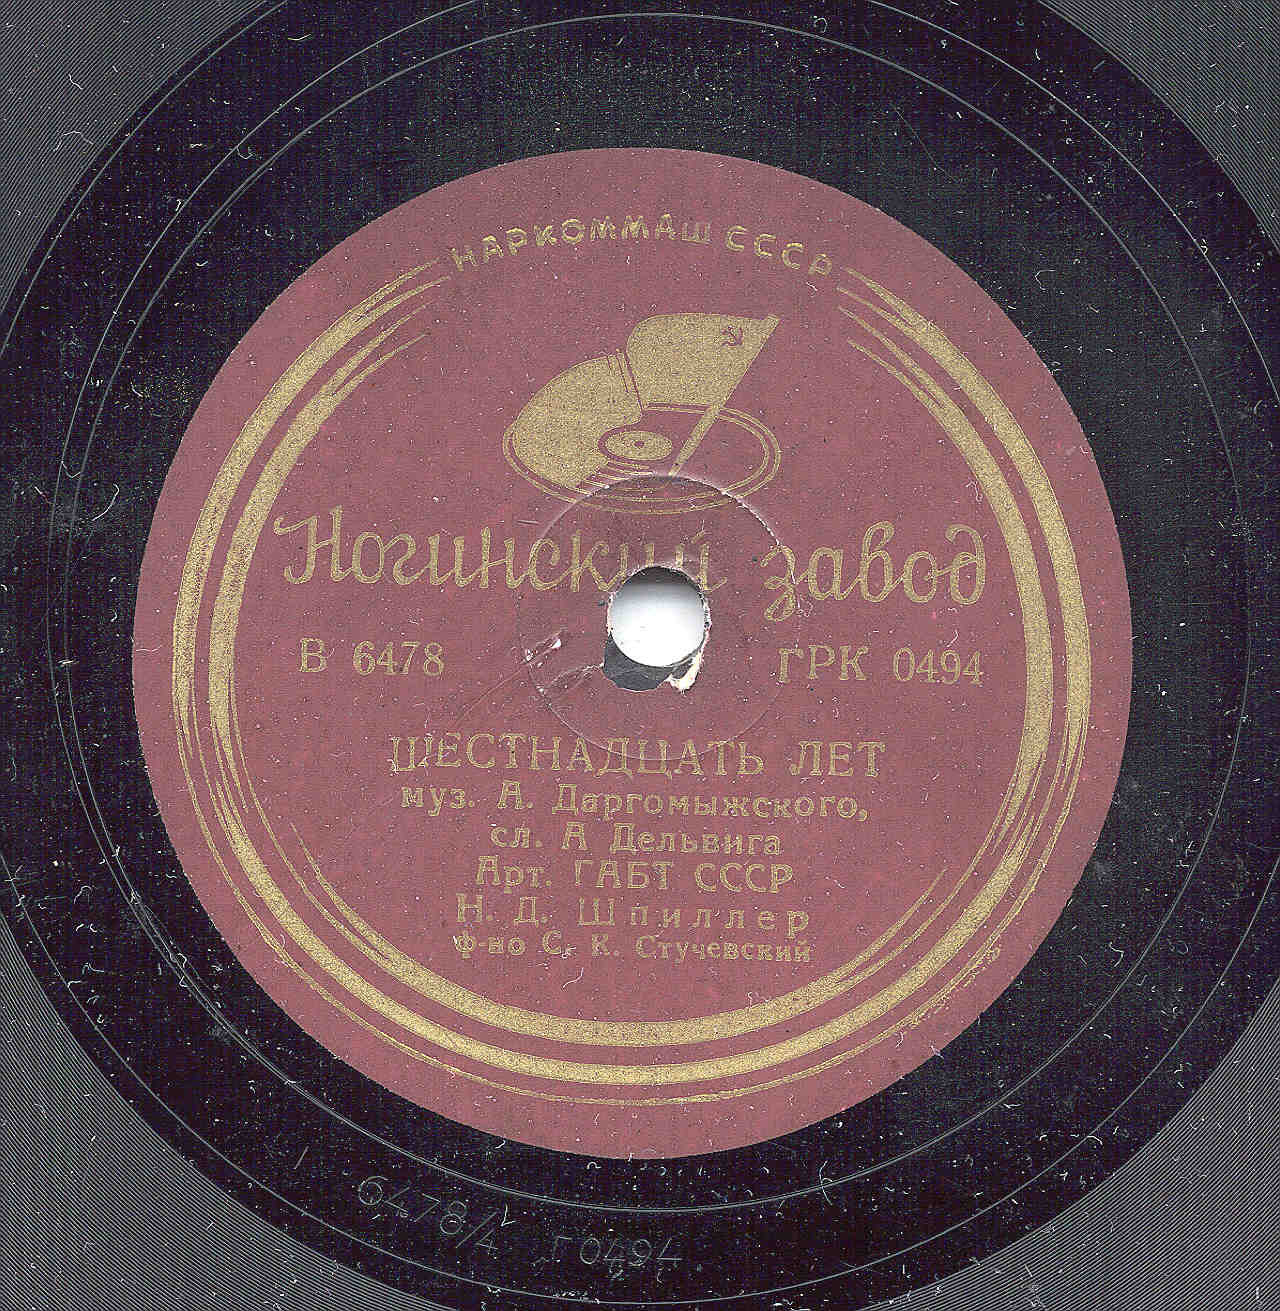 НАРКОММАШ СССР
Ногинский завод
В 6478 ГРК 0494
ШЕСТНАДЦАТЬ ЛЕТ
муз. А. Даргомыжского,
сл. А Дельвига
Арт. ГАБТ СССР
Н. Д. Шпиллер
ф-но С. К. Стучевский
6478/4 Г0494